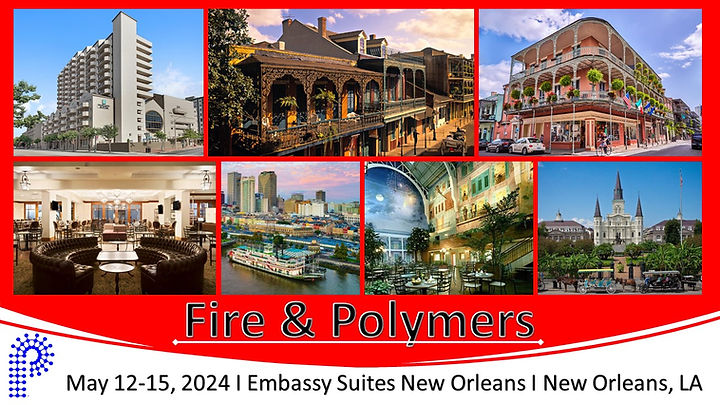 Fire & Polymers
May 12-15, 2024 I Embassy Suites New Orleans I New Orleans, LA